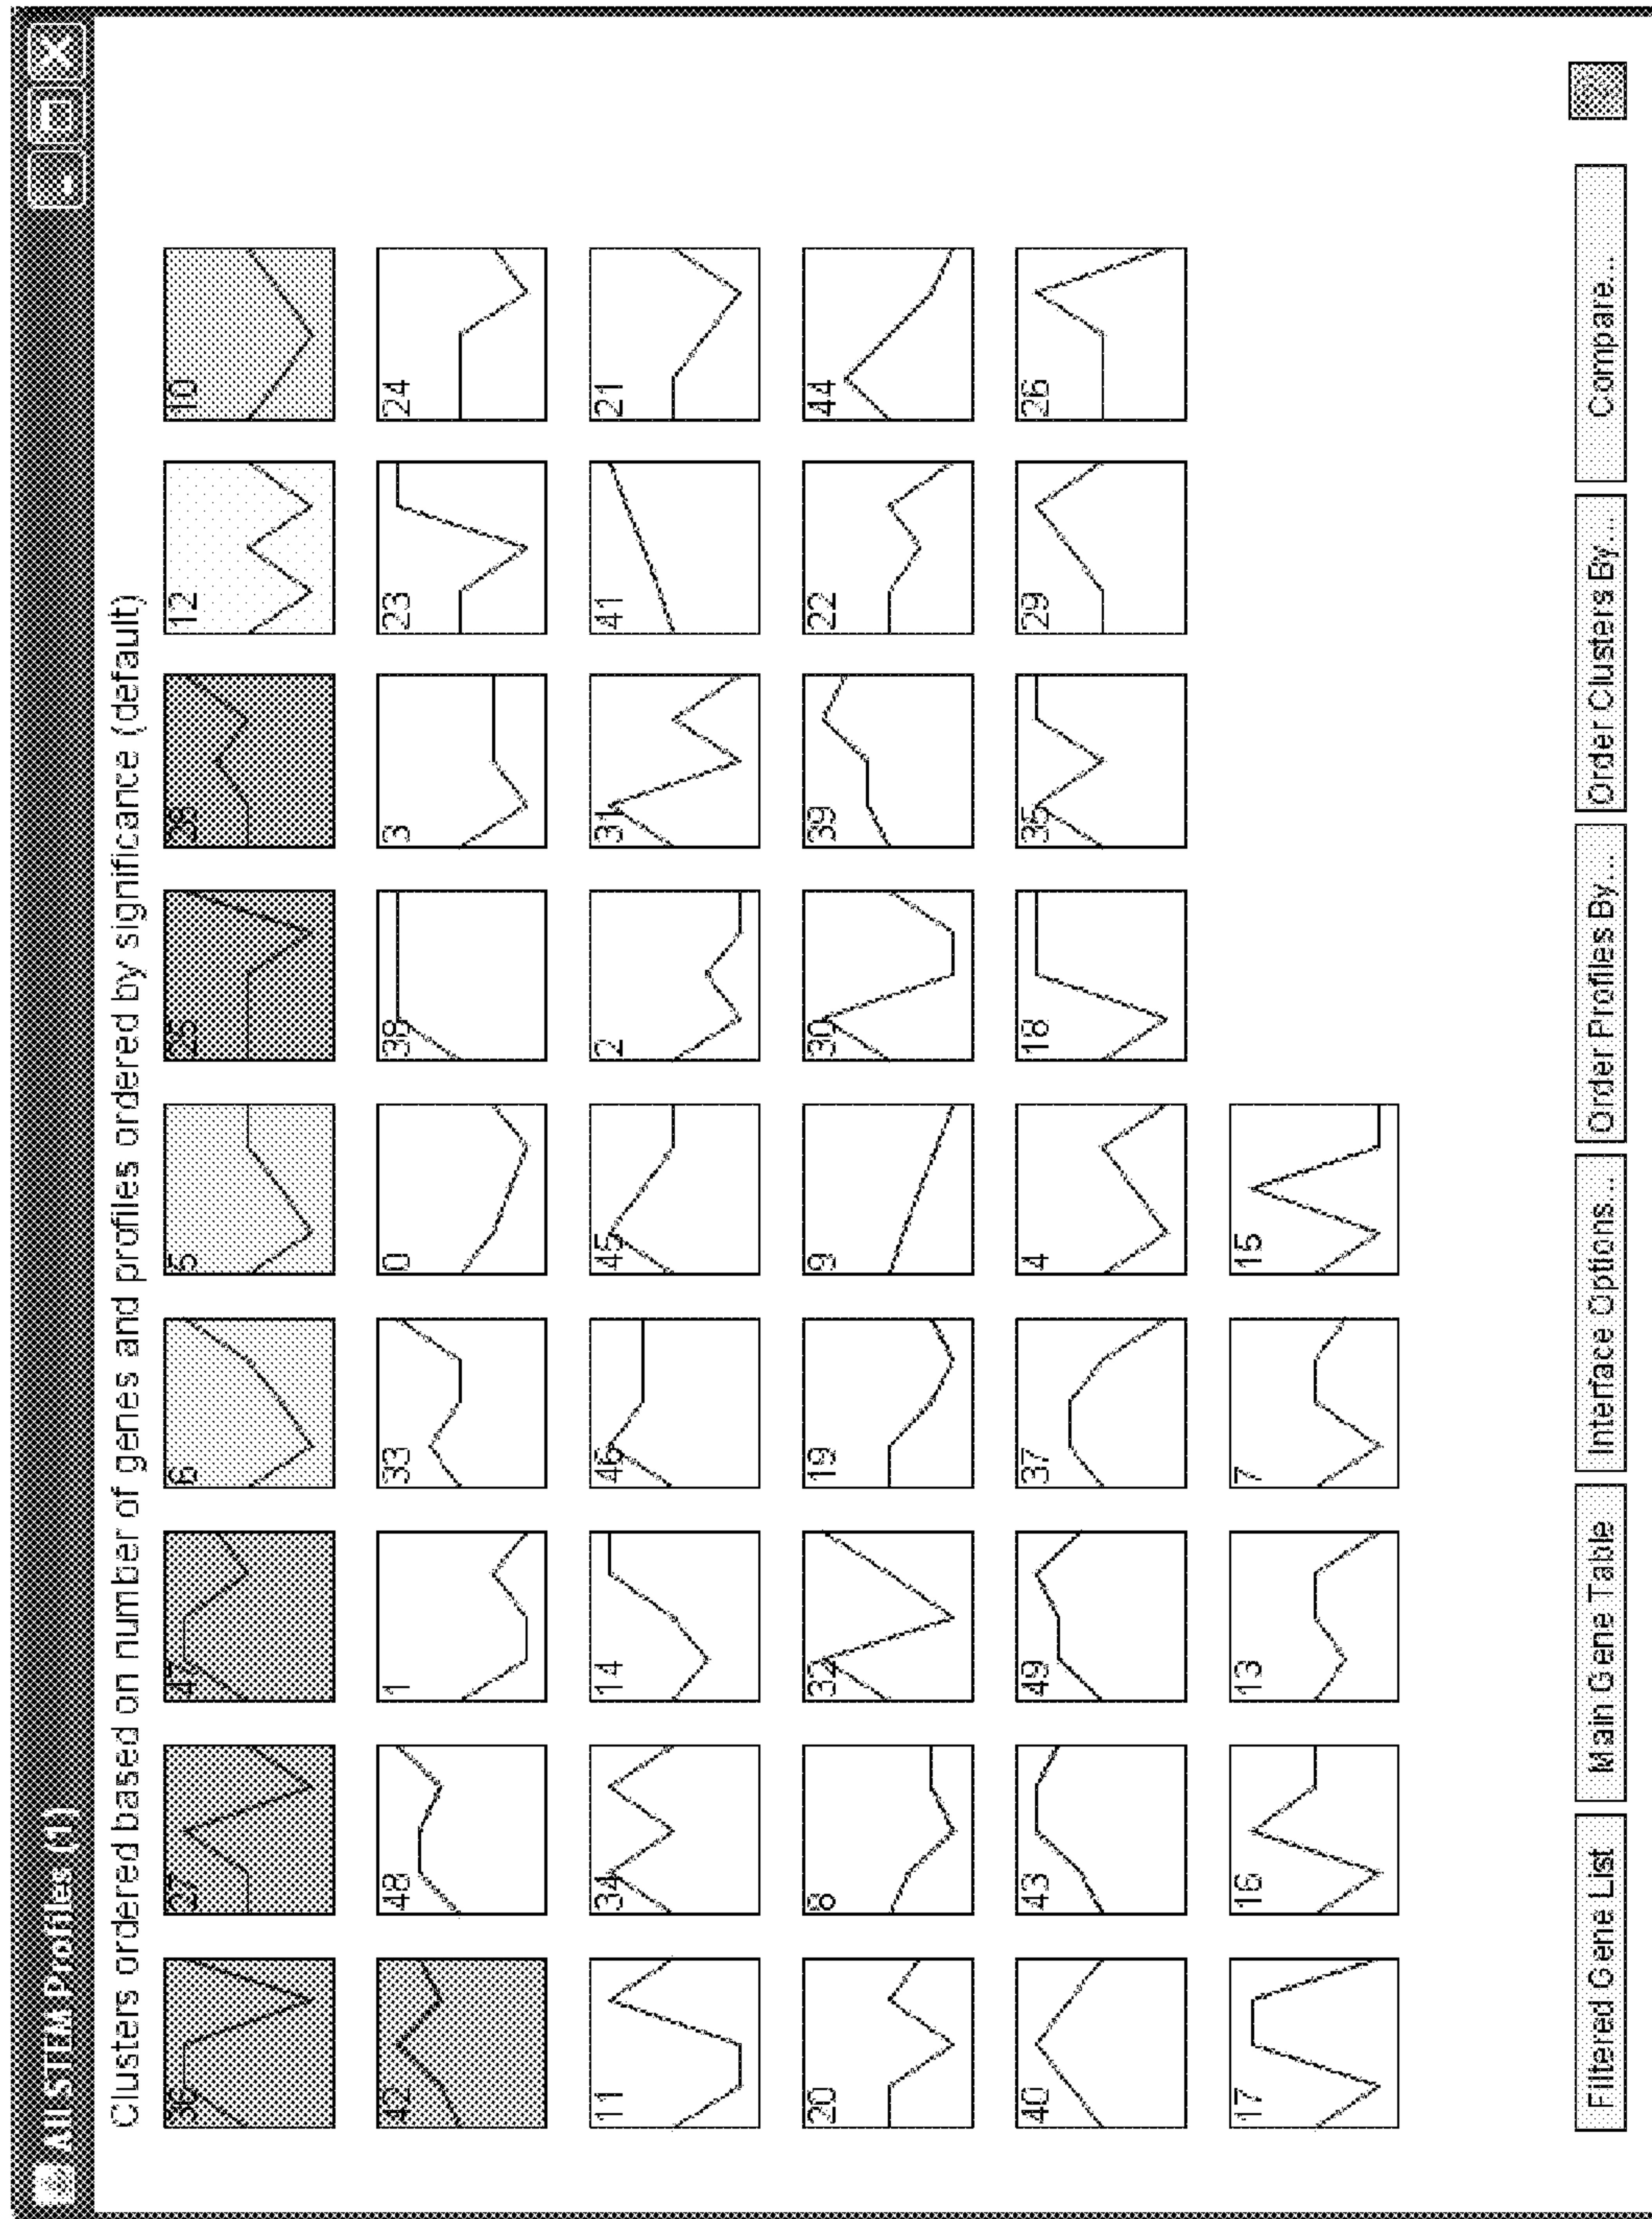 All STEM Profiles (1)
Clusters ordered based on number of genes and profiles ordered by significance (default)
36 27 47 6 5 25 28 12 10
42 48 1 33 0 38 3 23 24
11 34 14 46 45 2 31 41 21
20 8 32 19 9 30 39 22 44
40 43 49 37 4 18 35 29 26
17 16 13 7 15
Filtered Gene List Main Gene Table Interface Options... Order Profiles By... Order Clusters By... Compare...